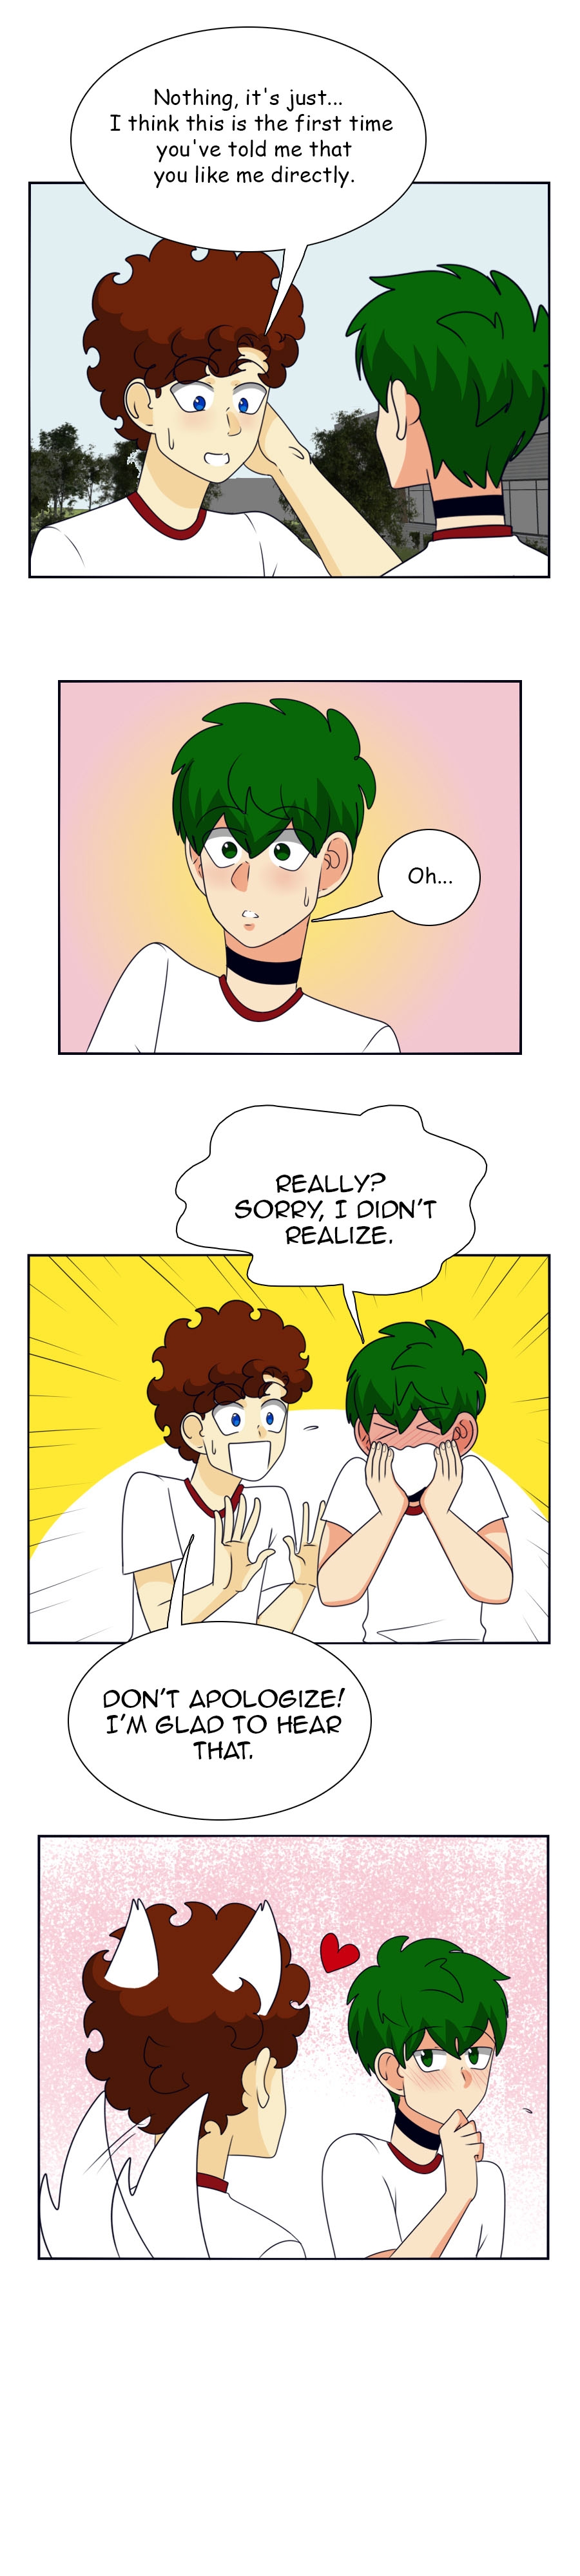 Nothing, it's just...
I think this is the first time
you've told me that
you like me directly.
Oh...
REALLY?
SORRY, I DIDN'T
REALIZE.
DON'T APOLOGIZE!
I'M GLAD TO HEAR
THAT.